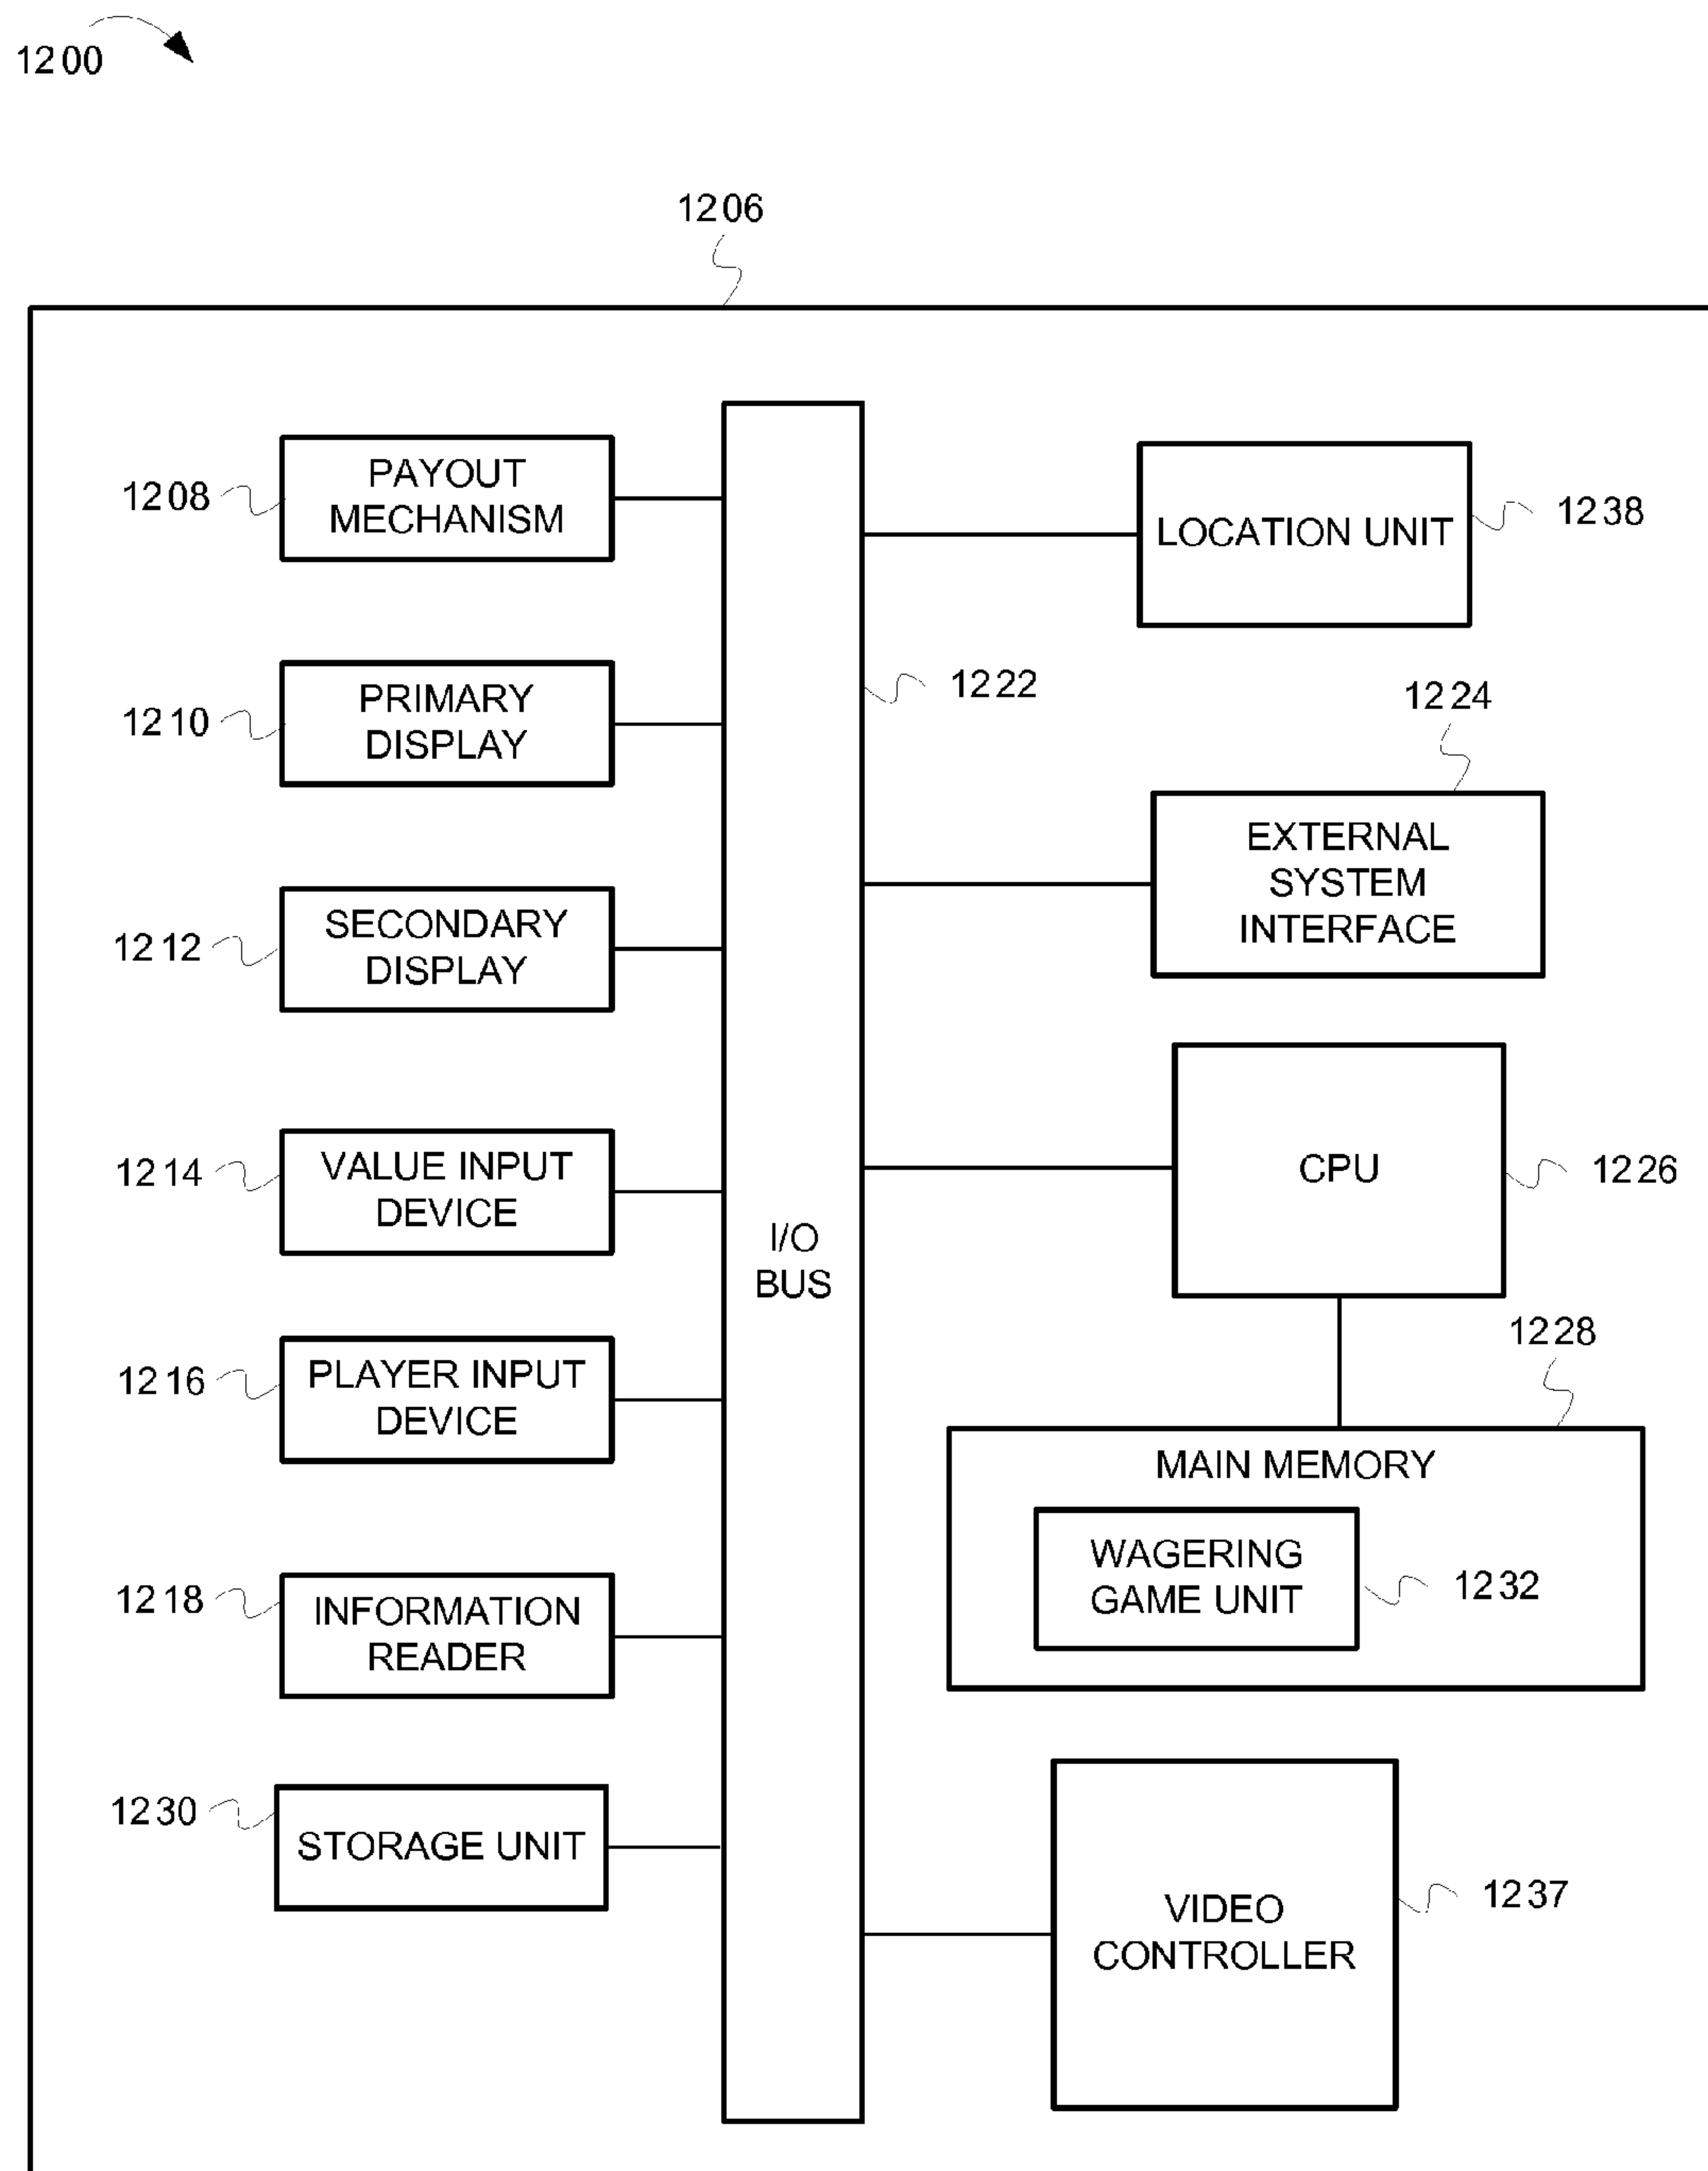 1200
1206
1208
PAYOUT
MECHANISM
1210
PRIMARY
DISPLAY
1212
SECONDARY
DISPLAY
1214
VALUE INPUT
DEVICE
1216
PLAYER INPUT
DEVICE
1218
INFORMATION
READER
1230
STORAGE UNIT
I/O
BUS
1222
LOCATION UNIT
1238
1224
EXTERNAL
SYSTEM
INTERFACE
CPU
1226
1228
MAIN MEMORY
WAGERING
GAME UNIT
1232
VIDEO
CONTROLLER
1237